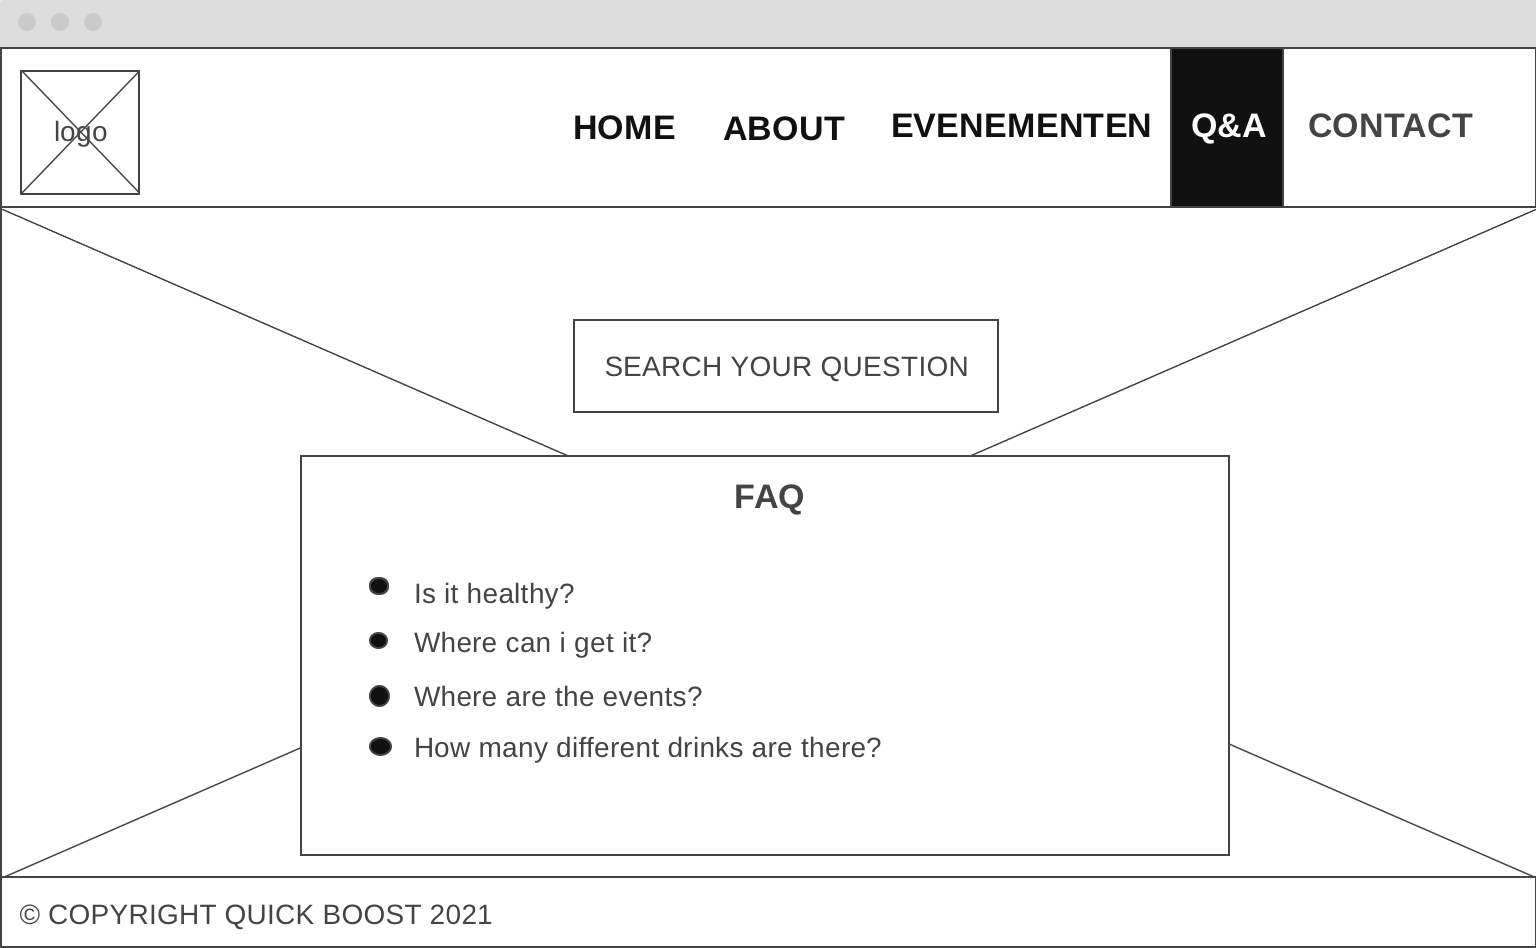 logo
HOME ABOUT EVENEMENTEN Q&A CONTACT
SEARCH YOUR QUESTION
FAQ
Is it healthy?
Where can i get it?
Where are the events?
How many different drinks are there?
© COPYRIGHT QUICK BOOST 2021